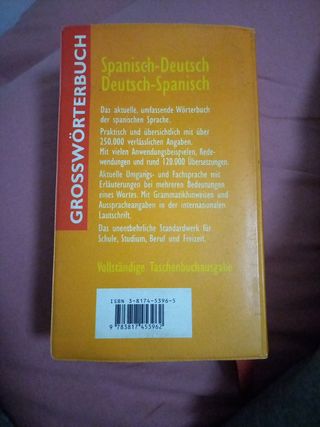 GROSSWÖRTERBUCH
Spanisch-Deutsch
Deutsch-Spanisch
Das aktuelle, umfassende Wörterbuch
der spanischen Sprache.
Praktisch und übersichtlich mit über
250.000 verläßlichen Angaben.
Mit vielen Anwendungsbeispielen, Rede-
wendungen und rund 120.000 Übersetzungen.
Aktuelle Umgangs- und Fachsprache mit
Erläuterungen bei mehreren Bedeutungen
eines Wortes. Mit Grammatikhinweisen und
Ausspracheangaben in der internationalen
Lautschrift.
Das unentbehrliche Standardwerk für
Schule, Studium, Beruf und Freizeit.
Vollständige Taschenbuchausgabe
ISBN 3-8174-5396-5
9 783817 453962